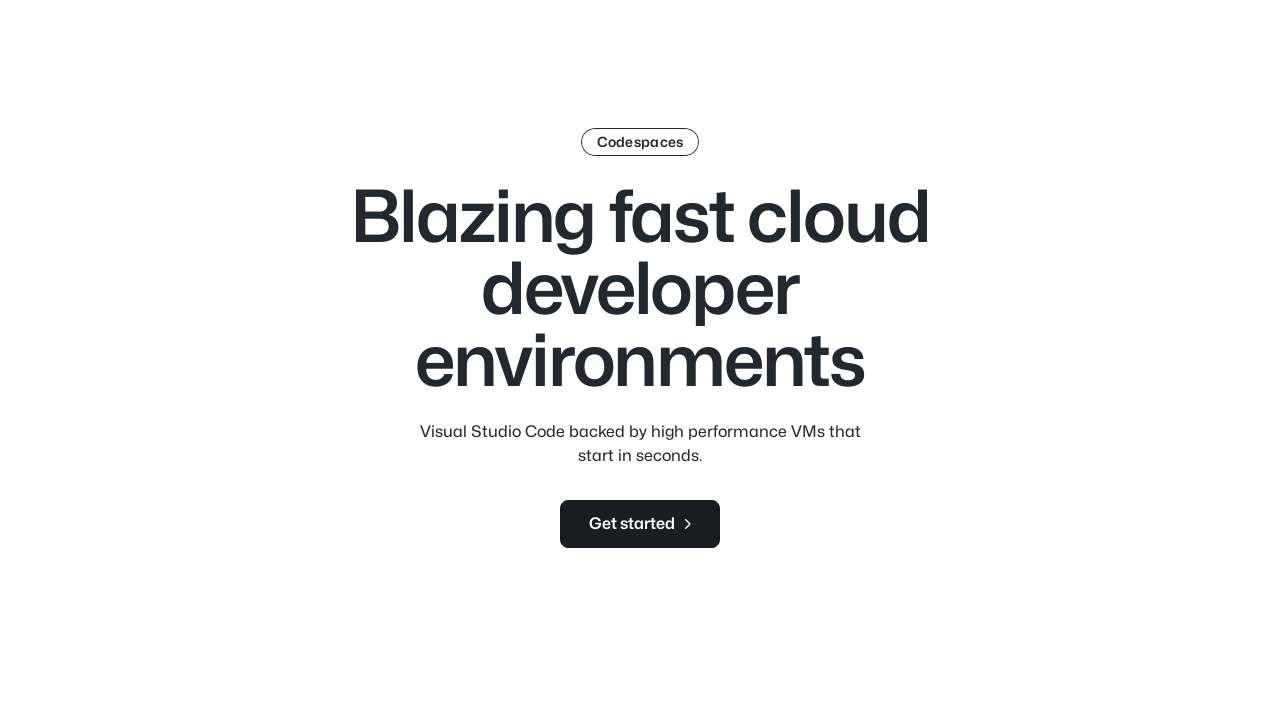 Codespaces
Blazing fast cloud
developer
environments
Visual Studio Code backed by high performance VMs that
start in seconds.
Get started